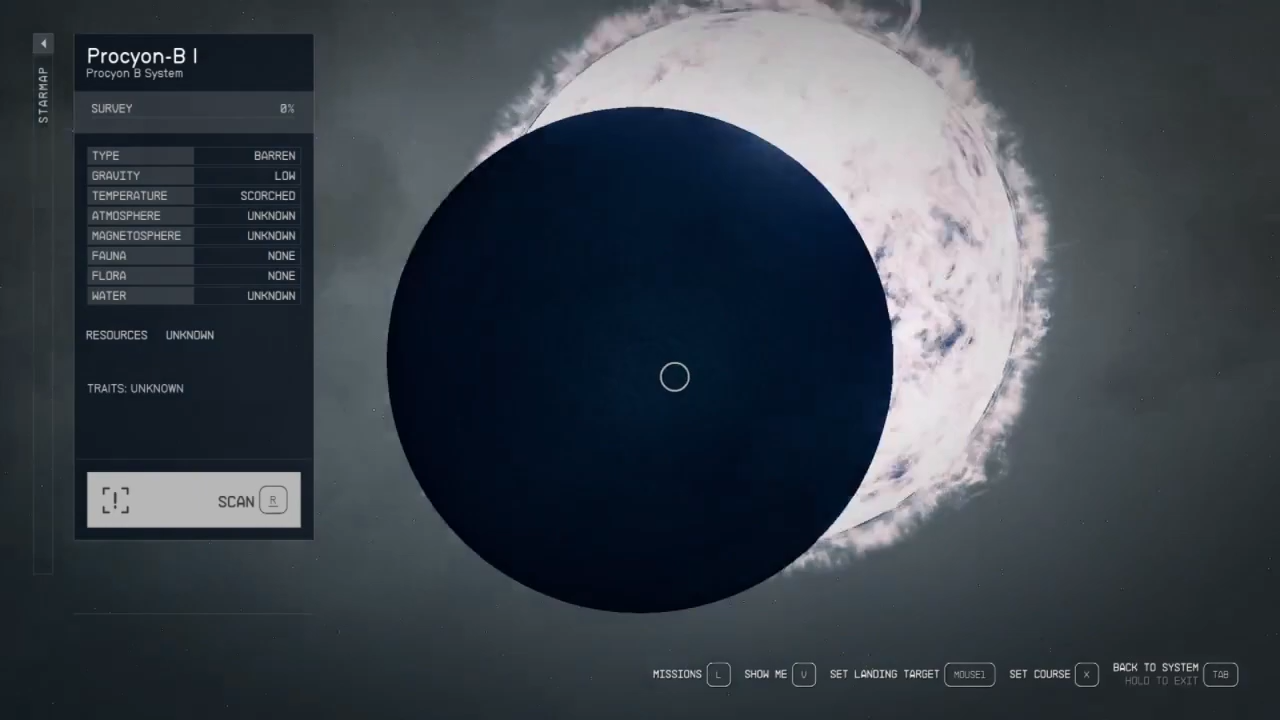 STARMAP
Procyon-B I
Procyon B System
SURVEY 0%
TYPE BARREN
GRAVITY LOW
TEMPERATURE SCORCHED
ATMOSPHERE UNKNOWN
MAGNETOSPHERE UNKNOWN
FAUNA NONE
FLORA NONE
WATER UNKNOWN
RESOURCES UNKNOWN
TRAITS: UNKNOWN
[!] SCAN R
MISSIONS L SHOW ME V SET LANDING TARGET MOUSE1 SET COURSE X BACK TO SYSTEM TAB
HOLD TO EXIT